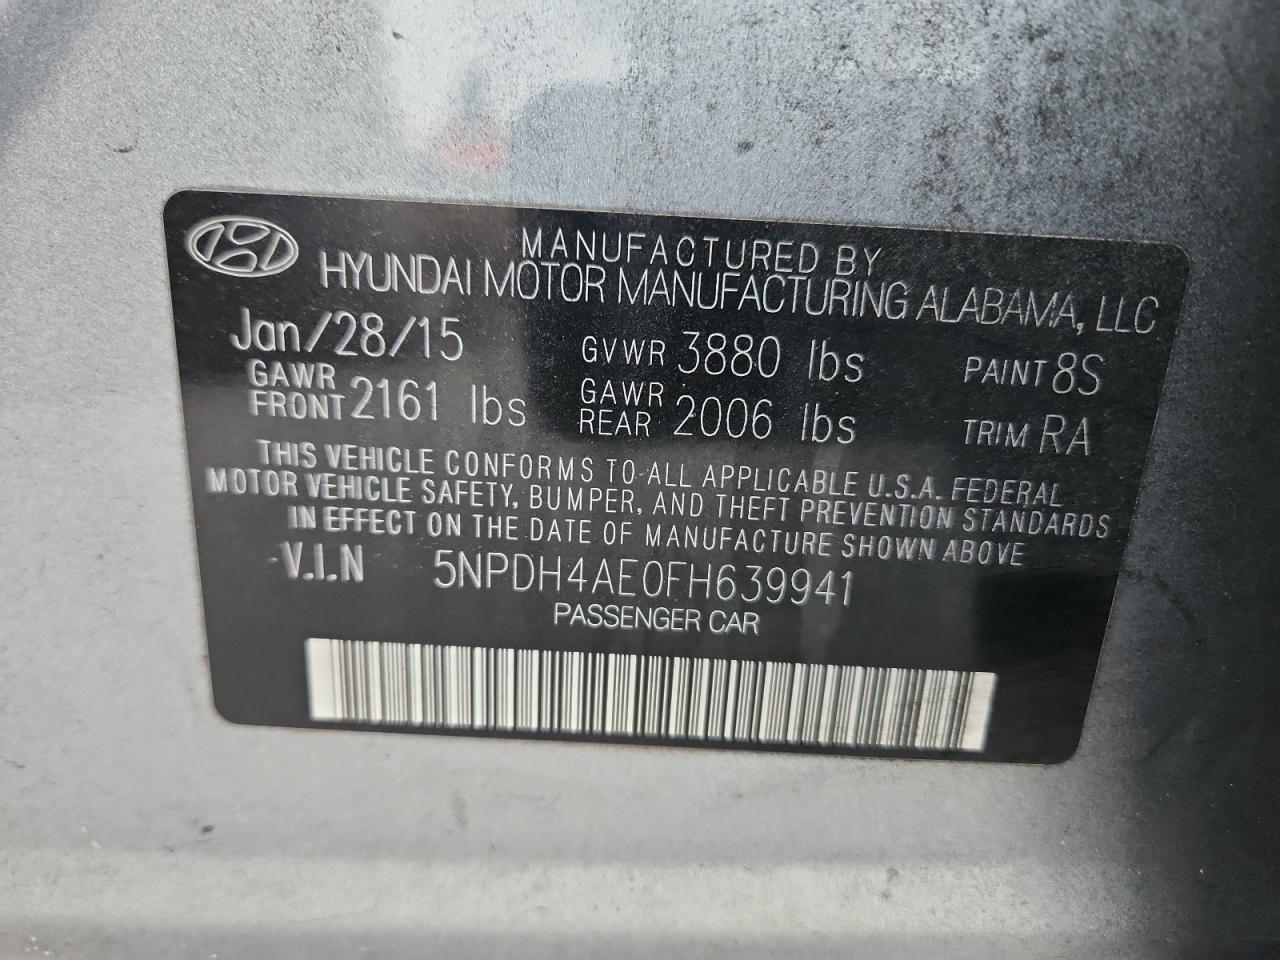 MANUFACTURED BY
HYUNDAI MOTOR MANUFACTURING ALABAMA, LLC
Jan/28/15 GVWR 3880 lbs PAINT 8S
GAWR FRONT 2161 lbs GAWR REAR 2006 lbs TRIM RA
THIS VEHICLE CONFORMS TO ALL APPLICABLE U.S.A. FEDERAL
MOTOR VEHICLE SAFETY, BUMPER, AND THEFT PREVENTION STANDARDS
IN EFFECT ON THE DATE OF MANUFACTURE SHOWN ABOVE
V.I.N 5NPDH4AE0FH639941
PASSENGER CAR